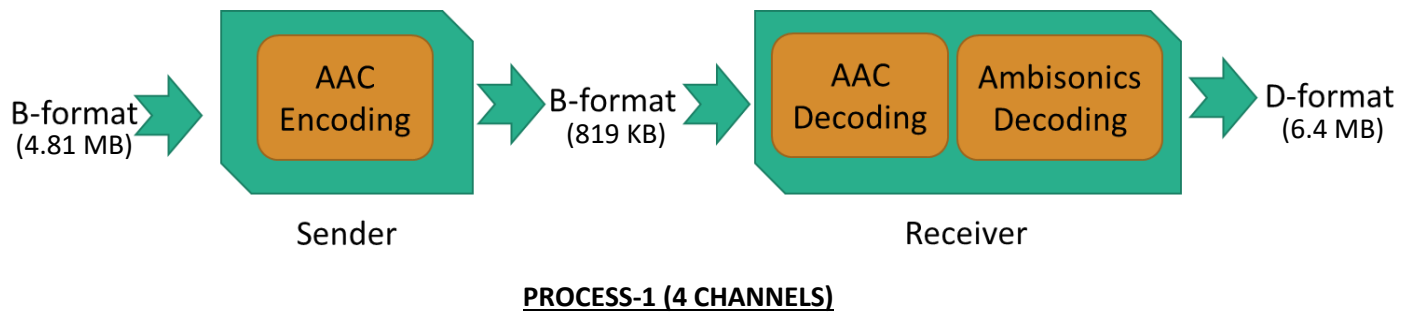 B-format
(4.81 MB)
AAC
Encoding
Sender
B-format
(819 KB)
AAC
Decoding
Ambisonics
Decoding
Receiver
D-format
(6.4 MB)
PROCESS-1 (4 CHANNELS)